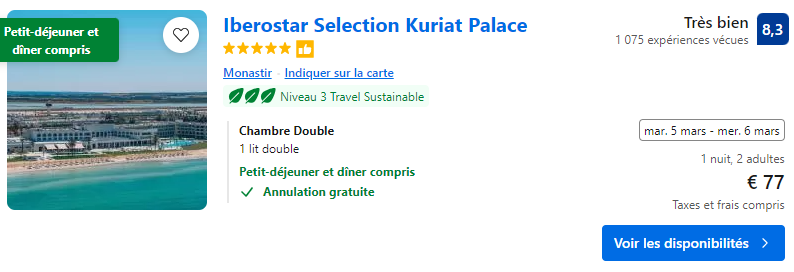 Petit-déjeuner et
dîner compris
Iberostar Selection Kuriat Palace
Très bien
8,3
1 075 expériences vécues
Monastir · Indiquer sur la carte
Niveau 3 Travel Sustainable
Chambre Double
1 lit double
Petit-déjeuner et dîner compris
Annulation gratuite
mar. 5 mars - mer. 6 mars
1 nuit, 2 adultes
€ 77
Taxes et frais compris
Voir les disponibilités